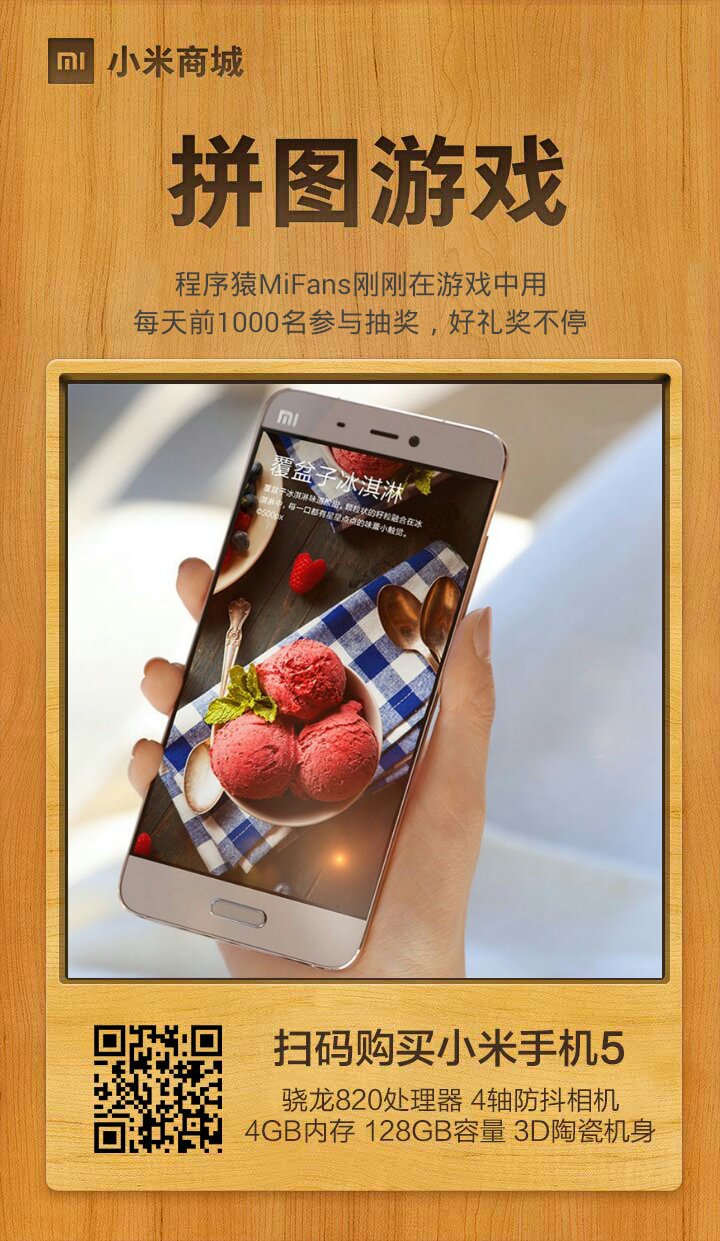 小米商城
拼图游戏
程序猿MiFans刚刚在游戏中用
每天前1000名参与抽奖，好礼奖不停
覆盆子冰淇淋
©500px
扫码购买小米手机5
骁龙820处理器 4轴防抖相机
4GB内存 128GB容量 3D陶瓷机身